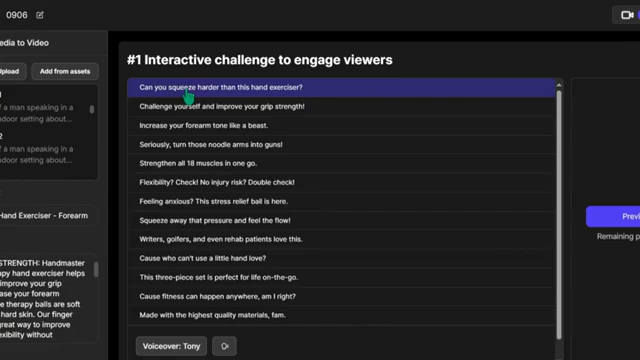 0906
edia to Video
pload
Add from assets
1
f a man speaking in a
ndoor setting about...
2
f a man speaking in a
ndoor setting about...
Hand Exerciser - Forearm
STRENGTH: Handmaster
apy hand exerciser helps
improve your grip
ase your forearm
e therapy balls are soft
hard skin. Our finger
great way to improve
exibility without
#1 Interactive challenge to engage viewers
Can you squeeze harder than this hand exerciser?
Challenge yourself and improve your grip strength!
Increase your forearm tone like a beast.
Seriously, turn those noodle arms into guns!
Strengthen all 18 muscles in one go.
Flexibility? Check! No injury risk? Double check!
Feeling anxious? This stress relief ball is here.
Squeeze away that pressure and feel the flow!
Writers, golfers, and even rehab patients love this.
Cause who can't use a little hand love?
This three-piece set is perfect for life on-the-go.
Cause fitness can happen anywhere, am I right?
Made with the highest quality materials, fam.
Voiceover: Tony
Previ
Remaining p